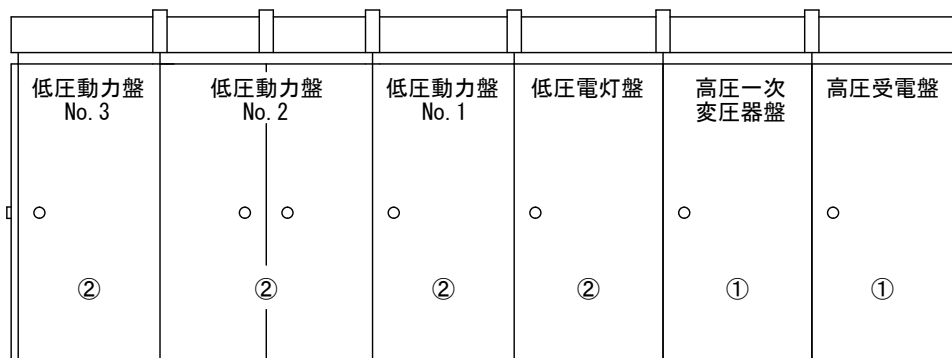 低圧動力盤
No.3
低圧動力盤
No.2
低圧動力盤
No.1
低圧電灯盤
高圧一次
変圧器盤
高圧受電盤
②
②
②
②
①
①